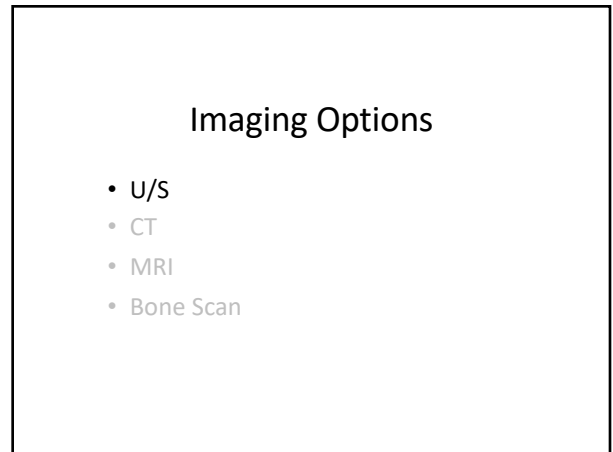 Imaging Options
• U/S
• CT
• MRI
• Bone Scan